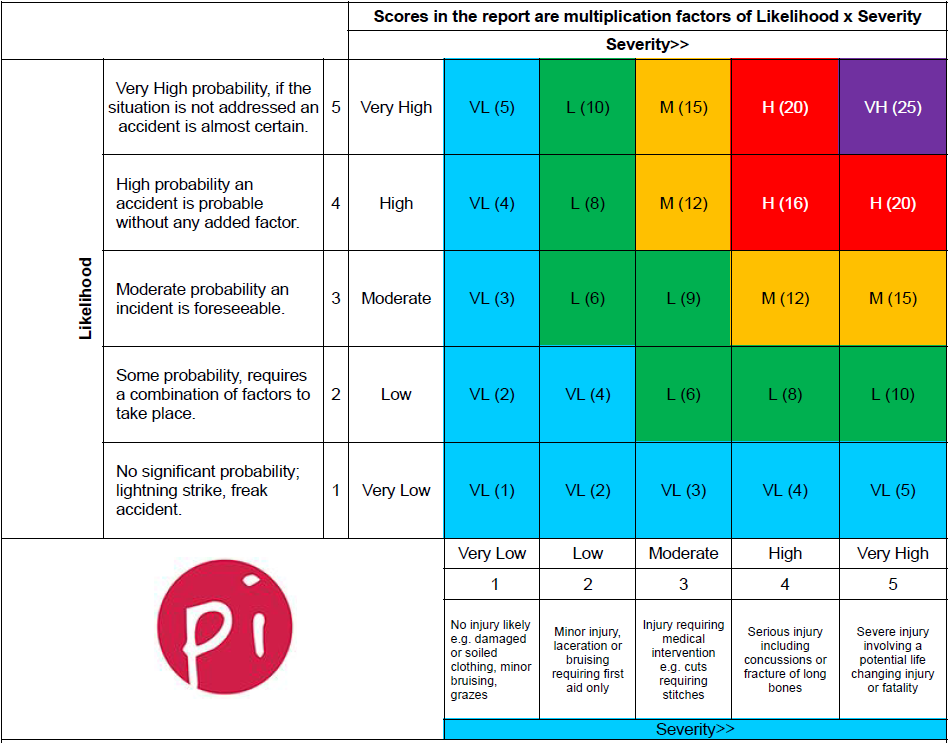 Scores in the report are multiplication factors of Likelihood x Severity
Severity>>
Likelihood
Very High probability, if the
situation is not addressed an
accident is almost certain.
5
Very High
VL (5)
L (10)
M (15)
H (20)
VH (25)
High probability an
accident is probable
without any added factor.
4
High
VL (4)
L (8)
M (12)
H (16)
H (20)
Moderate probability an
incident is foreseeable.
3
Moderate
VL (3)
L (6)
L (9)
M (12)
M (15)
Some probability, requires
a combination of factors to
take place.
2
Low
VL (2)
VL (4)
L (6)
L (8)
L (10)
No significant probability;
lightning strike, freak
accident.
1
Very Low
VL (1)
VL (2)
VL (3)
VL (4)
VL (5)
pi
Very Low
Low
Moderate
High
Very High
1
2
3
4
5
No injury likely
e.g. damaged
or soiled
clothing, minor
bruising,
grazes
Minor injury,
laceration or
bruising
requiring first
aid only
Injury requiring
medical
intervention
e.g. cuts
requiring
stitches
Serious injury
including
concussions or
fracture of long
bones
Severe injury
involving a
potential life
changing injury
or fatality
Severity>>